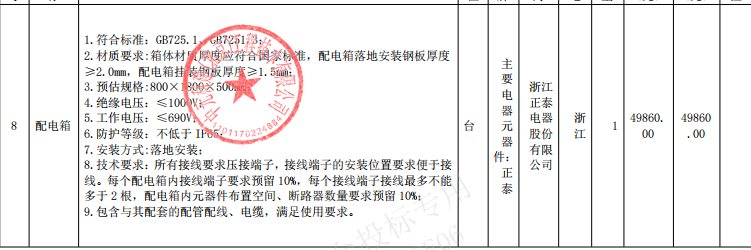 8
配电箱
1.符合标准：GB725.1、GB7251.3；
2.材质要求:箱体材质厚度应符合国家标准，配电箱落地安装钢板厚度
≥2.0mm，配电箱挂装钢板厚度≥1.5mm；
3.预估规格:800×1800×500mm；
4.绝缘电压：≤1000V；
5.工作电压：≤690V；
6.防护等级：不低于IP65；
7.安装方式:落地安装；
8.技术要求：所有接线要求压接端子，接线端子的安装位置要求便于接
线。每个配电箱内接线端子要求预留10%，每个接线端子接线最多不能
多于2根，配电箱内元器件布置空间、断路器数量要求预留10%；
9.包含与其配套的配管配线、电缆，满足使用要求。
台
主要电器元器件：正泰
浙江
正泰
电器
股份
有限
公司
浙
江
1
49860.
00
49860
.00
4101170224884
投标专用